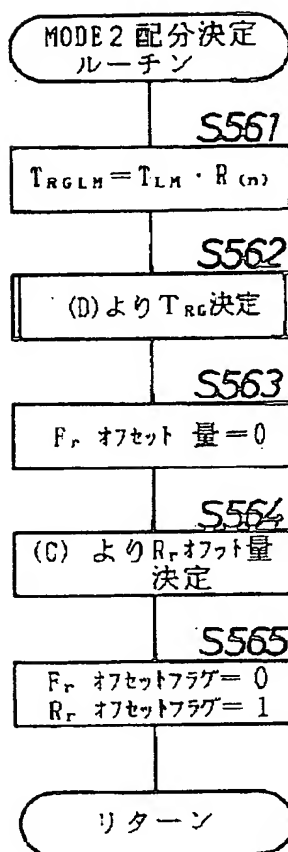 MODE2 配分決定
ルーチン
S561
TRGLM=TLM・R(n)
S562
(D)よりTRG決定
S563
Fr オフセット 量=0
S564
(C) よりRrオフット量
決定
S565
Fr オフセットフラグ=0
Rr オフセットフラグ=1
リターン